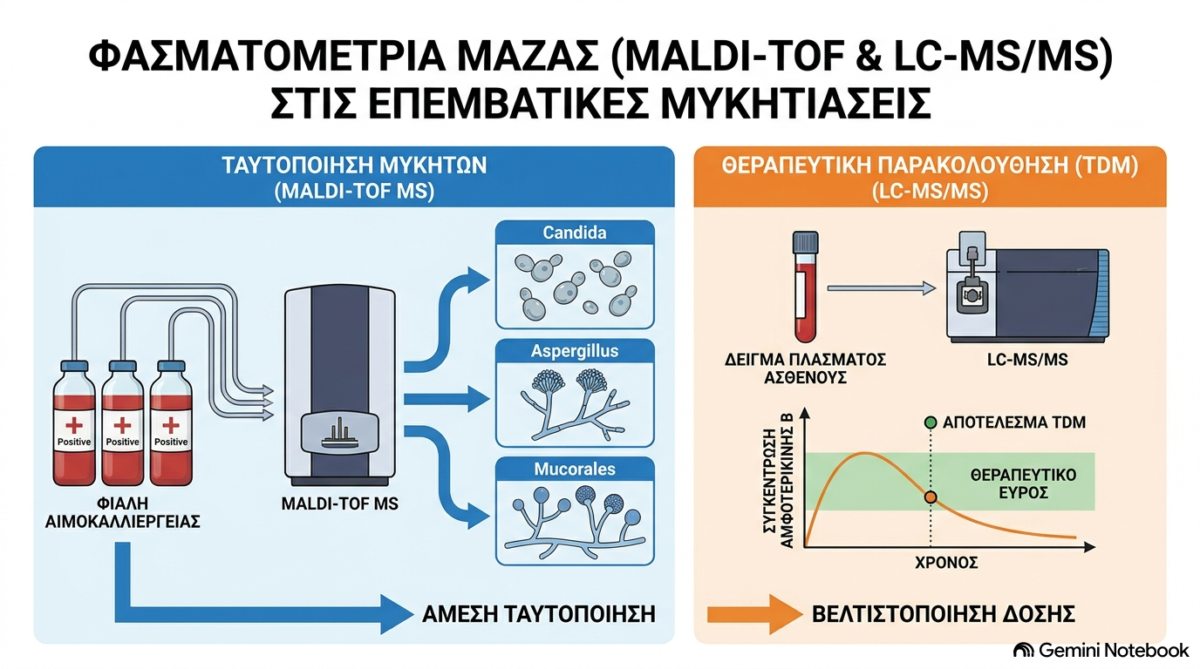 ΦΑΣΜΑΤΟΜΕΤΡΙΑ ΜΑΖΑΣ (MALDI-TOF & LC-MS/MS)
ΣΤΙΣ ΕΠΕΜΒΑΤΙΚΕΣ ΜΥΚΗΤΙΑΣΕΙΣ
ΤΑΥΤΟΠΟΙΗΣΗ ΜΥΚΗΤΩΝ
(MALDI-TOF MS)
Positive
Positive
Positive
ΦΙΑΛΗ
ΑΙΜΟΚΑΛΛΙΕΡΓΕΙΑΣ
MALDI-TOF MS
Candida
Aspergillus
Mucorales
ΑΜΕΣΗ ΤΑΥΤΟΠΟΙΗΣΗ
ΘΕΡΑΠΕΥΤΙΚΗ ΠΑΡΑΚΟΛΟΥΘΗΣΗ (TDM)
(LC-MS/MS)
ΔΕΙΓΜΑ ΠΛΑΣΜΑΤΟΣ
ΑΣΘΕΝΟΥΣ
LC-MS/MS
ΣΥΓΚΕΝΤΡΩΣΗ
ΑΜΦΟΤΕΡΙΚΙΝΗΣ Β
ΑΠΟΤΕΛΕΣΜΑ TDM
ΘΕΡΑΠΕΥΤΙΚΟ
ΕΥΡΟΣ
ΧΡΟΝΟΣ
ΒΕΛΤΙΣΤΟΠΟΙΗΣΗ ΔΟΣΗΣ
Gemini Notebook